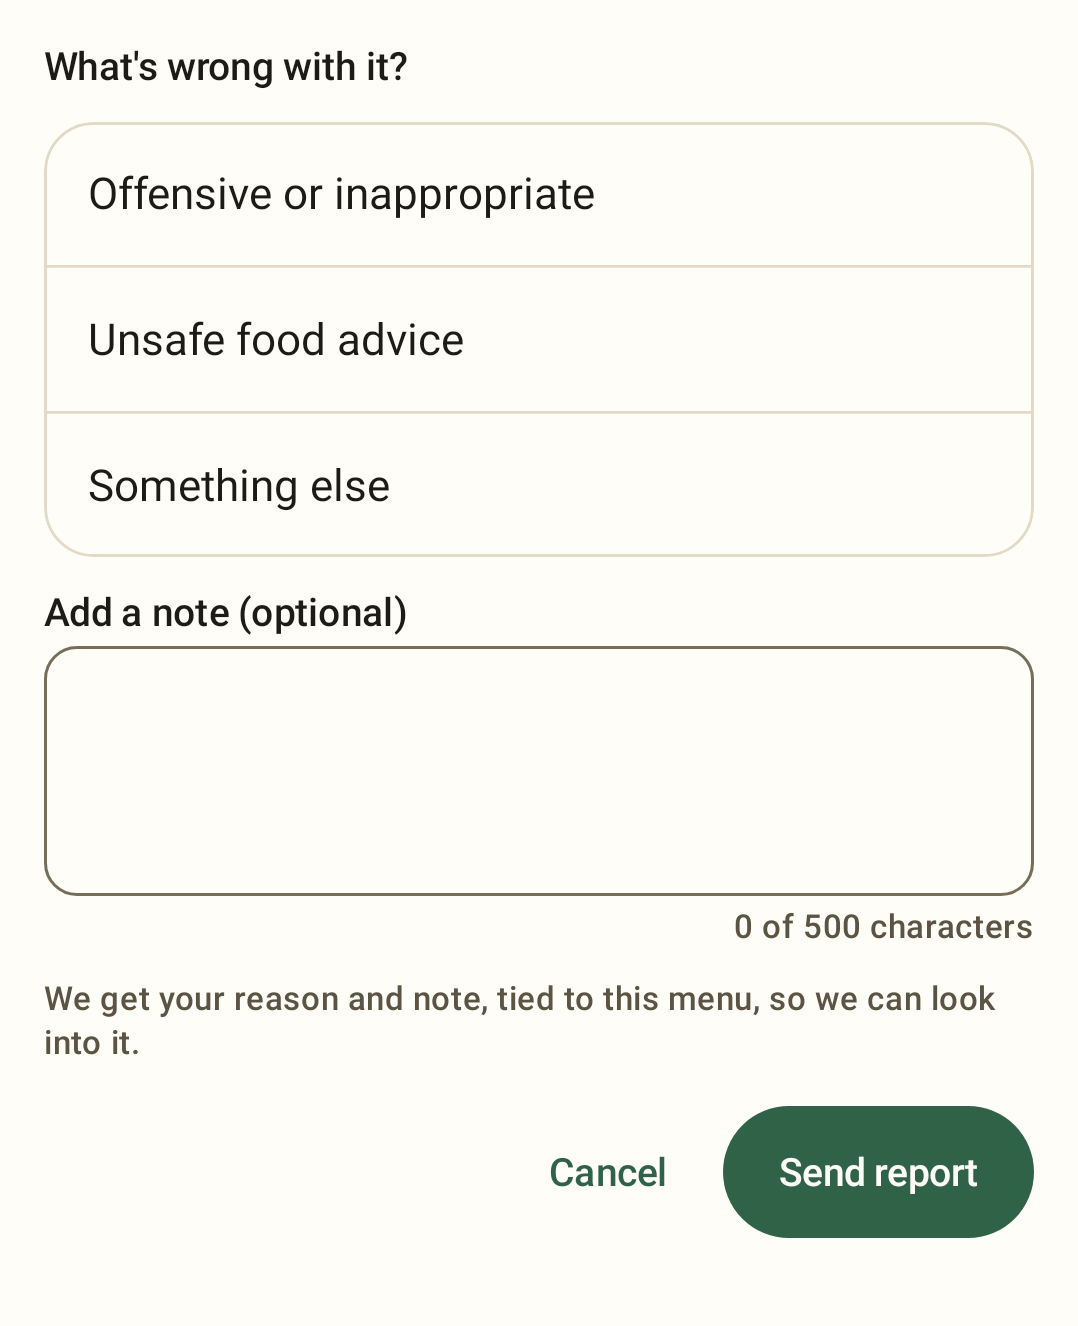 What's wrong with it?
Offensive or inappropriate
Unsafe food advice
Something else
Add a note (optional)
0 of 500 characters
We get your reason and note, tied to this menu, so we can look
into it.
Cancel
Send report